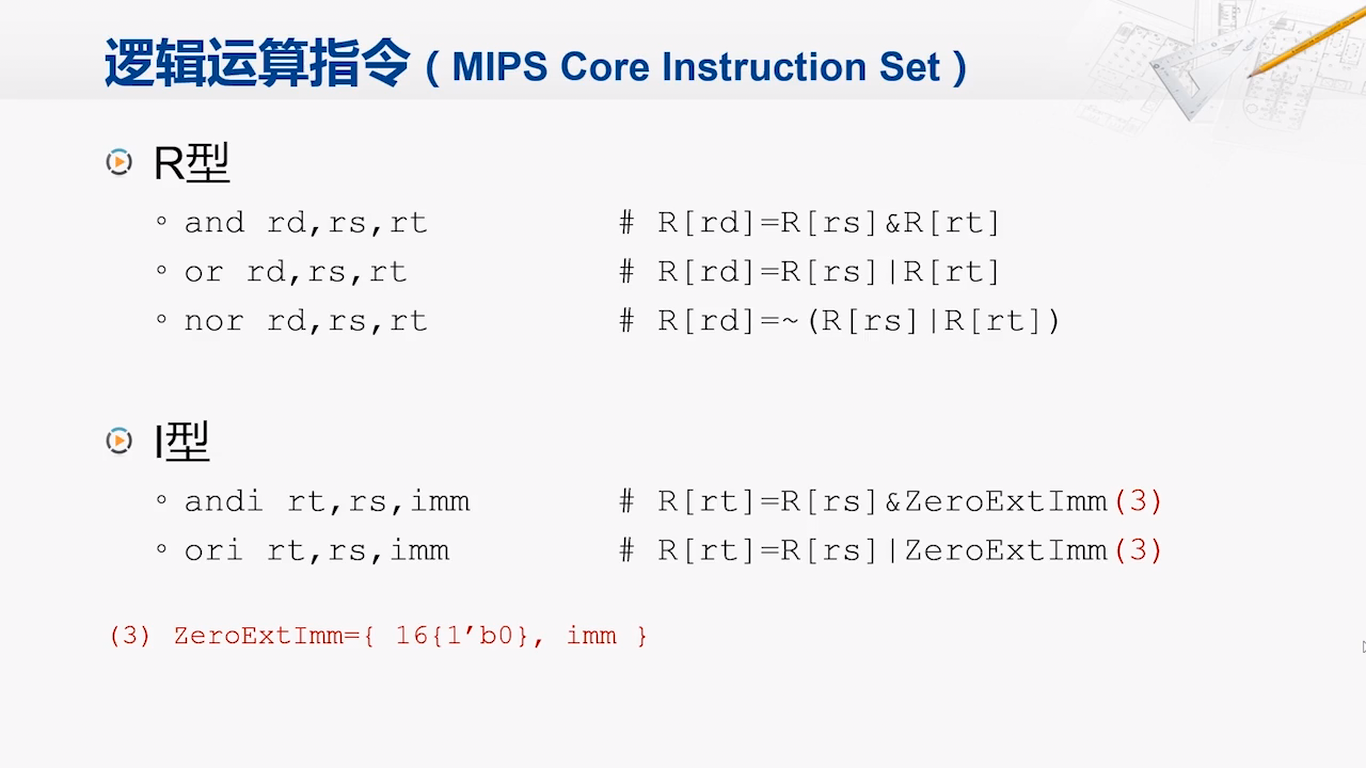 逻辑运算指令 ( MIPS Core Instruction Set )
R型
and rd,rs,rt # R[rd]=R[rs]&R[rt]
or rd,rs,rt # R[rd]=R[rs]|R[rt]
nor rd,rs,rt # R[rd]=~(R[rs]|R[rt])
I型
andi rt,rs,imm # R[rt]=R[rs]&ZeroExtImm(3)
ori rt,rs,imm # R[rt]=R[rs]|ZeroExtImm(3)
(3) ZeroExtImm={ 16{1’b0}, imm }